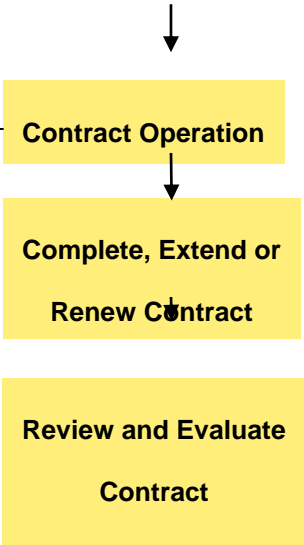 Contract Operation
Complete, Extend or
Renew Contract
Review and Evaluate
Contract